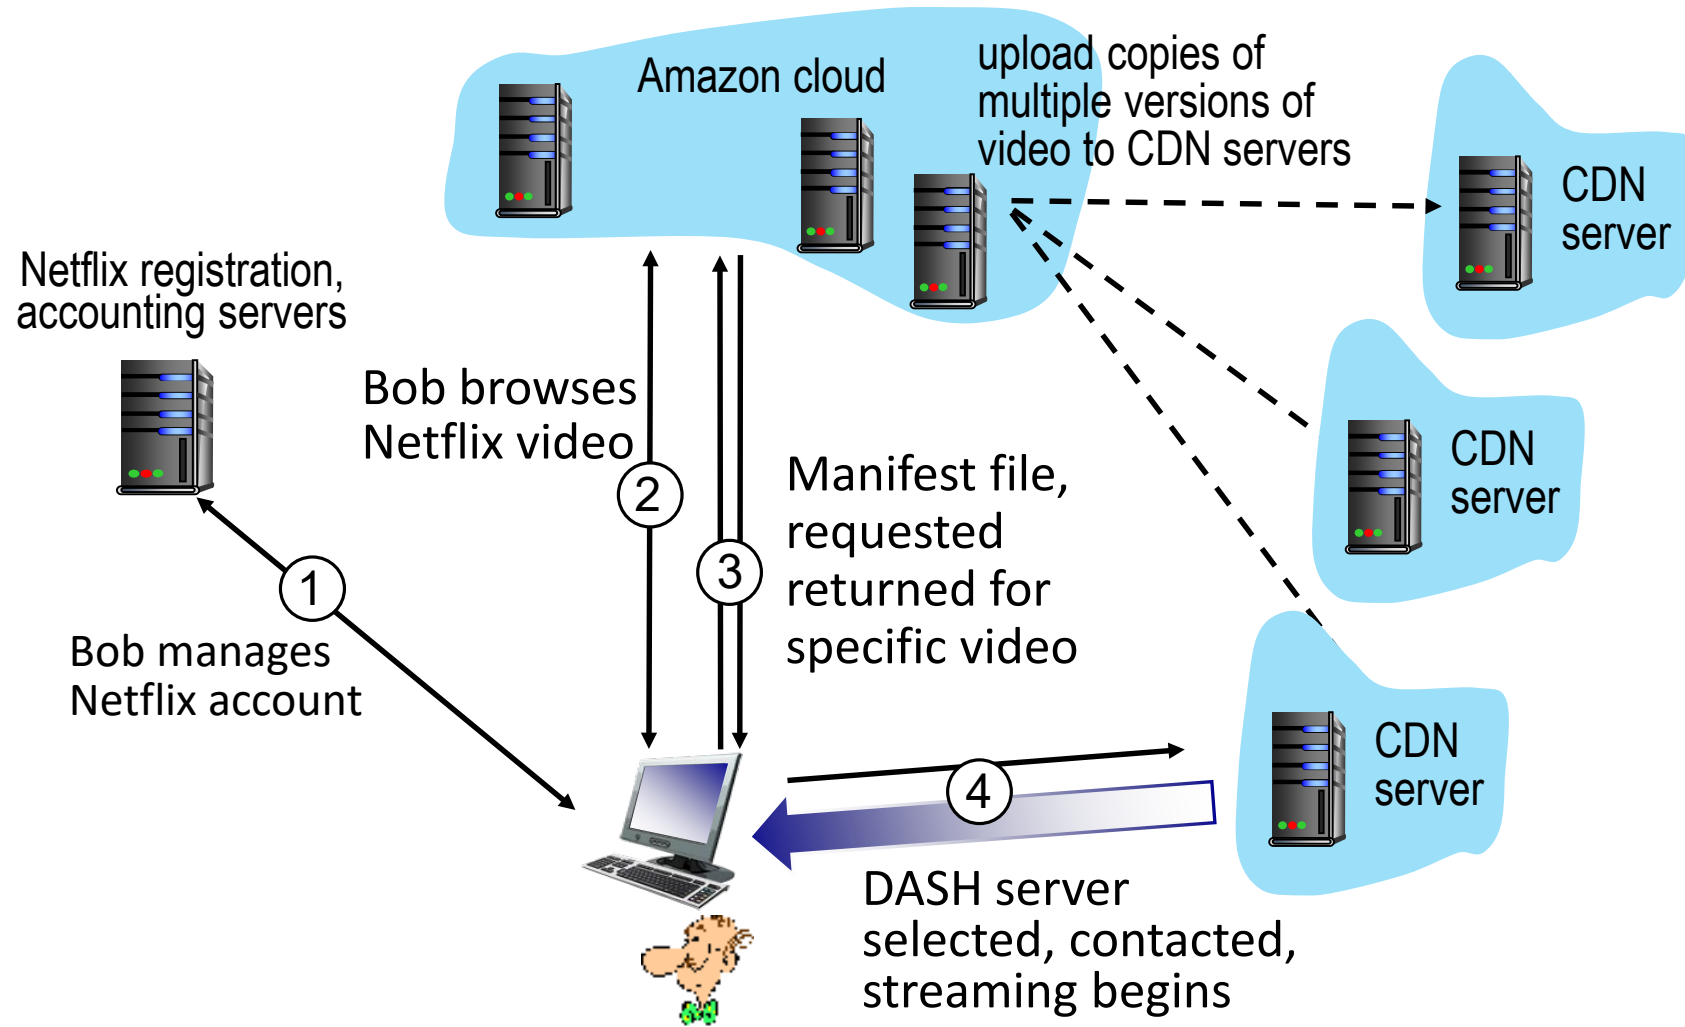 Amazon cloud
upload copies of
multiple versions of
video to CDN servers
CDN
server
Netflix registration,
accounting servers
Bob browses
Netflix video
2
3
Manifest file,
requested
returned for
specific video
CDN
server
1
Bob manages
Netflix account
CDN
server
4
DASH server
selected, contacted,
streaming begins